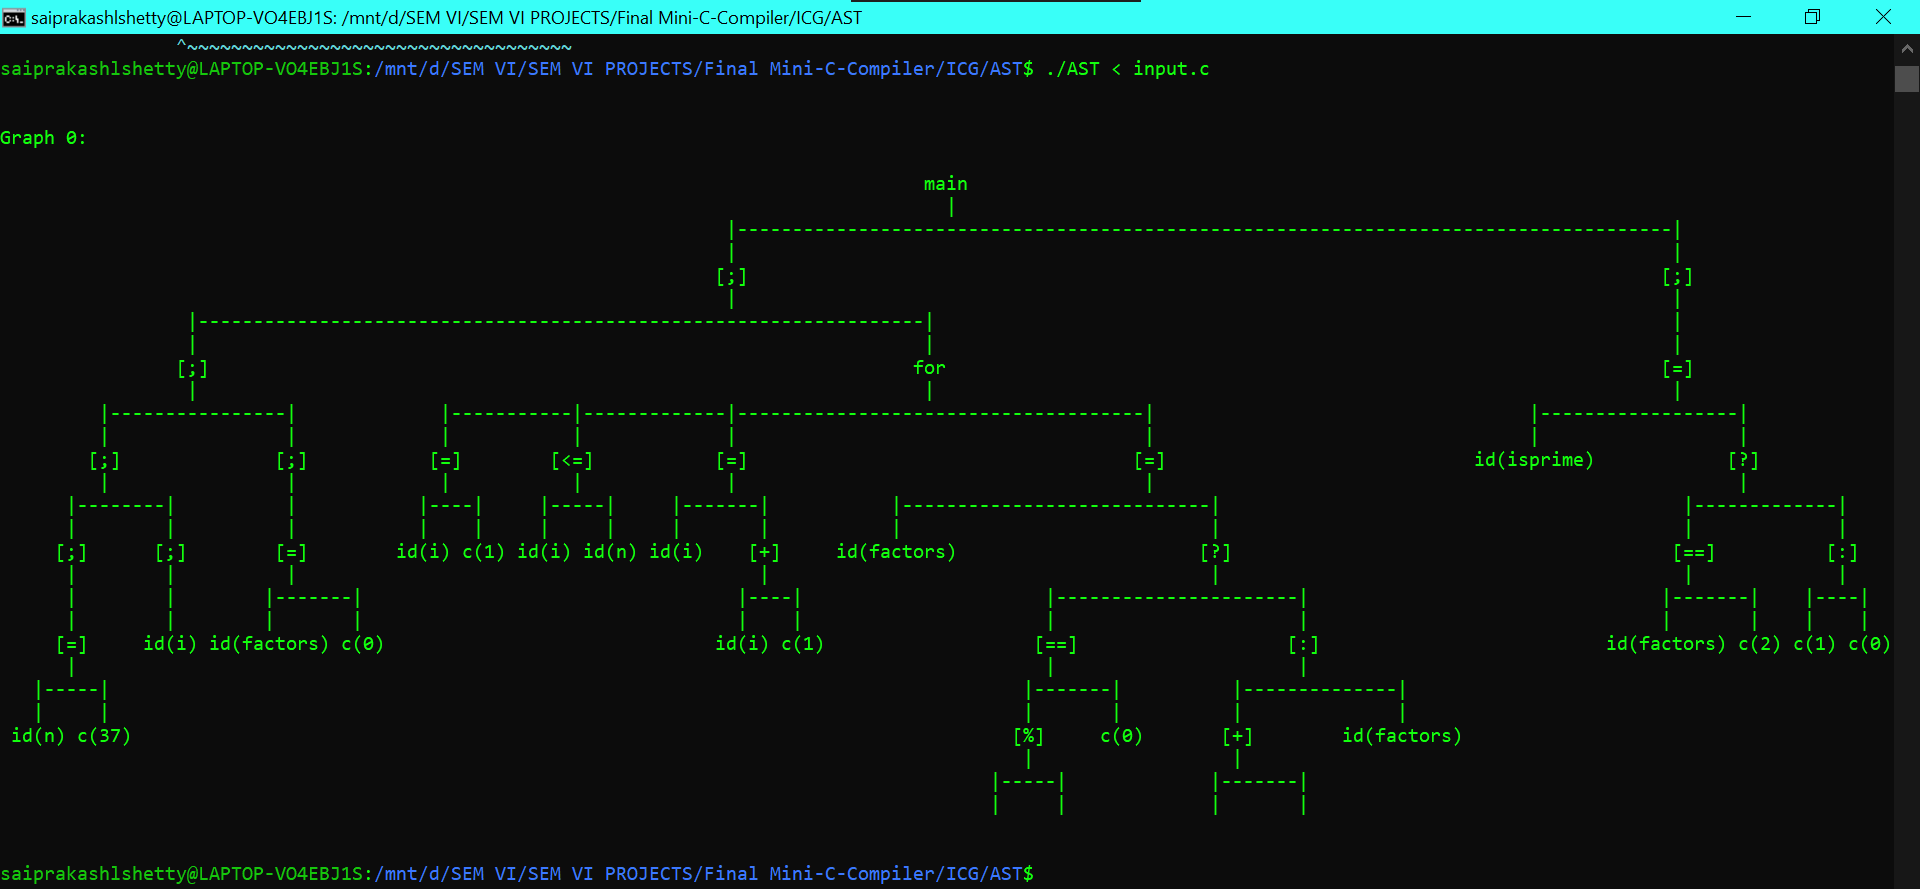 saiprakashlshetty@LAPTOP-VO4EBJ1S: /mnt/d/SEM VI/SEM VI PROJECTS/Final Mini-C-Compiler/ICG/AST
^~~~~~~~~~~~~~~~~~~~~~~~~~~~~~~~~~~~
saiprakashlshetty@LAPTOP-VO4EBJ1S:/mnt/d/SEM VI/SEM VI PROJECTS/Final Mini-C-Compiler/ICG/AST$ ./AST < input.c
Graph 0:
main
[;] [;]
[;] for [=]
[;] [;] [=] [<=] [=] [=] id(isprime) [?]
[;] [;] [=] id(i) c(1) id(i) id(n) id(i) [+] id(factors) [?] [==] [:]
[=] id(i) id(factors) c(0) id(i) c(1) [==] [:] id(factors) c(2) c(1) c(0)
id(n) c(37) [%] c(0) [+] id(factors)
saiprakashlshetty@LAPTOP-VO4EBJ1S:/mnt/d/SEM VI/SEM VI PROJECTS/Final Mini-C-Compiler/ICG/AST$